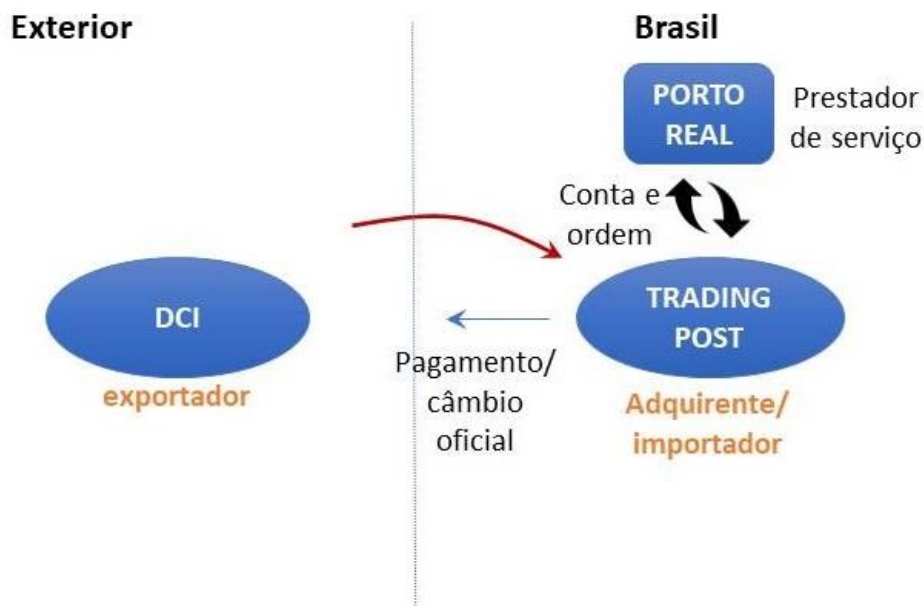 Exterior
Brasil
PORTO
REAL
Prestador
de serviço
Conta e
ordem
DCI
exportador
TRADING
POST
Pagamento/
câmbio
oficial
Adquirente/
importador